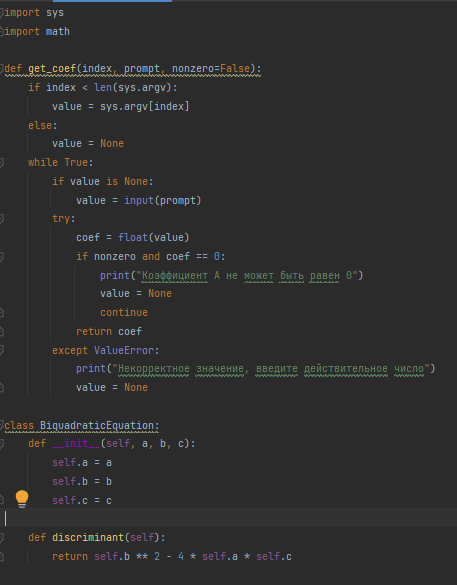 import sys
import math
def get_coef(index, prompt, nonzero=False):
if index < len(sys.argv):
value = sys.argv[index]
else:
value = None
while True:
if value is None:
value = input(prompt)
try:
coef = float(value)
if nonzero and coef == 0:
print("Коэффициент А не может быть равен 0")
value = None
continue
return coef
except ValueError:
print("Некорректное значение, введите действительное число")
value = None
class BiquadraticEquation:
def __init__(self, a, b, c):
self.a = a
self.b = b
self.c = c
def discriminant(self):
return self.b ** 2 - 4 * self.a * self.c